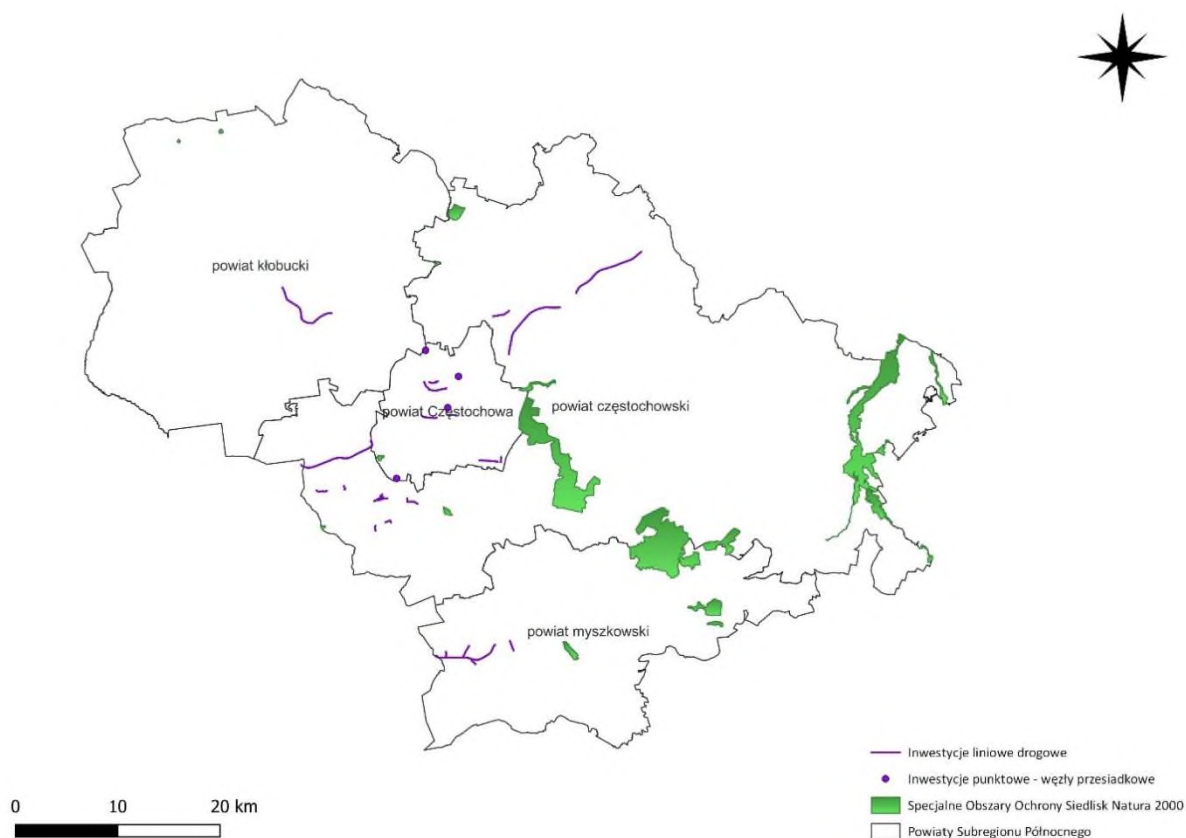 powiat kłobucki
powiat Częstochowa
powiat częstochowski
powiat myszkowski
Inwestycje liniowe drogowe
Inwestycje punktowe - węzły przesiadkowe
Specjalne Obszary Ochrony Siedlisk Natura 2000
Powiaty Subregionu Północnego
0 10 20 km